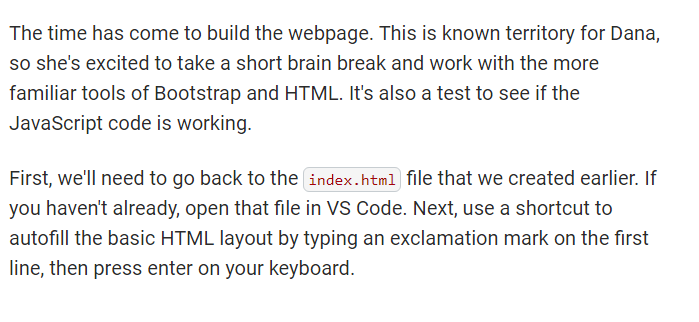 The time has come to build the webpage. This is known territory for Dana,
so she's excited to take a short brain break and work with the more
familiar tools of Bootstrap and HTML. It's also a test to see if the
JavaScript code is working.
First, we'll need to go back to the index.html file that we created earlier. If
you haven't already, open that file in VS Code. Next, use a shortcut to
autofill the basic HTML layout by typing an exclamation mark on the first
line, then press enter on your keyboard.